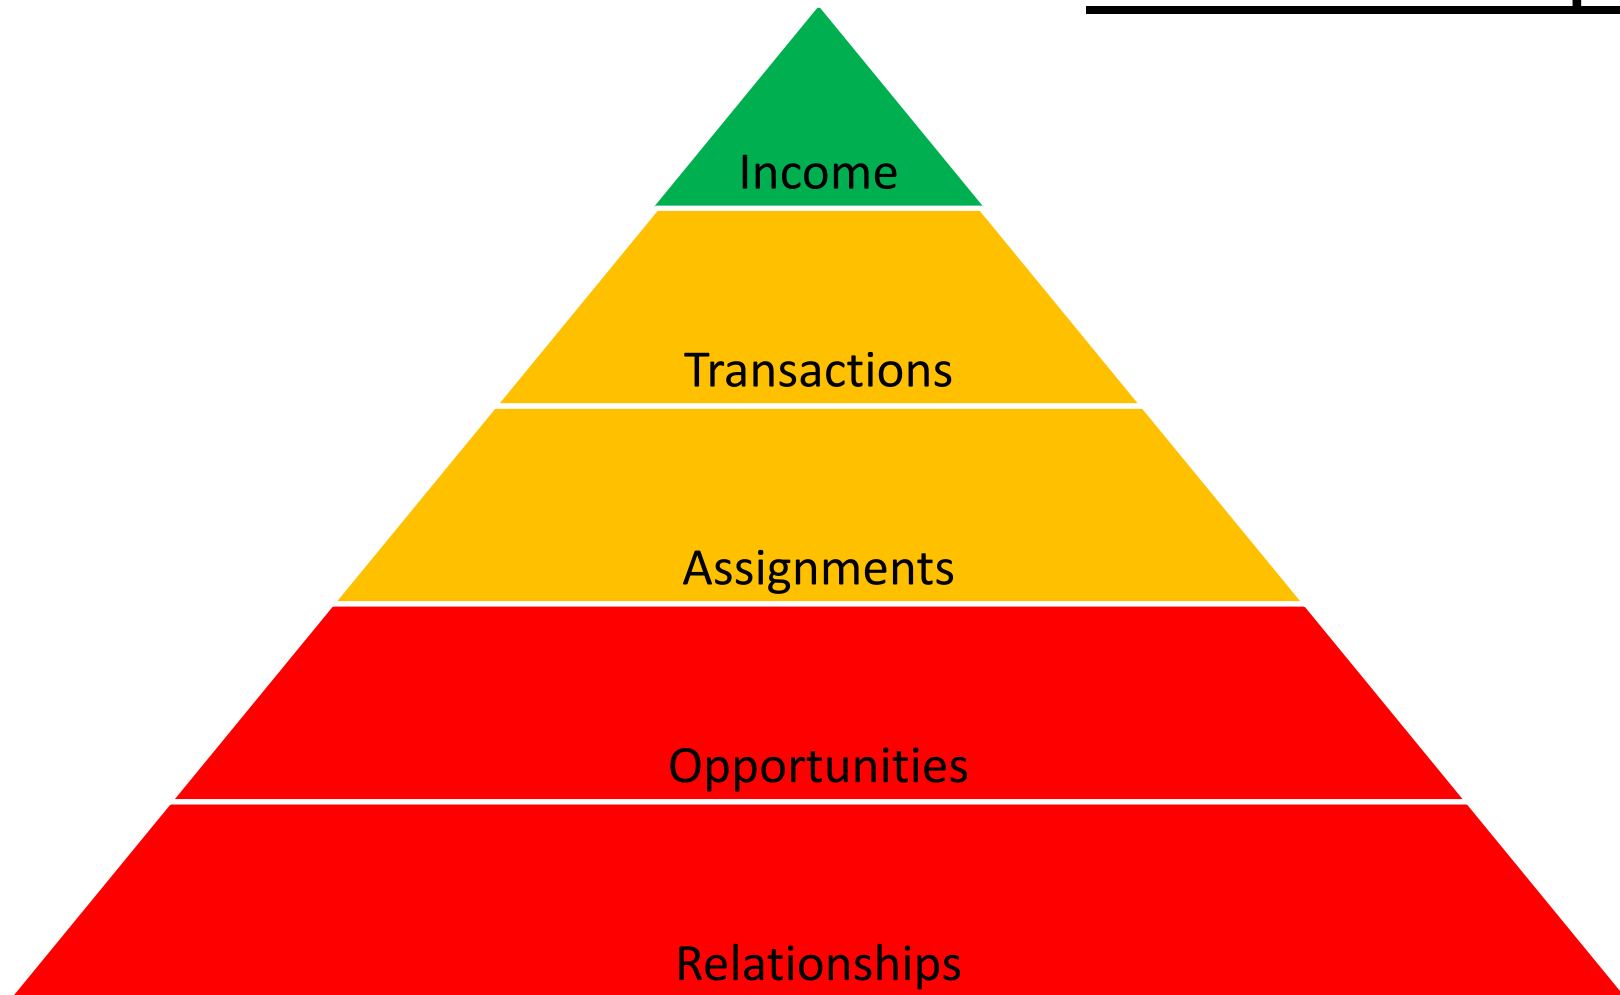 Income
Transactions
Assignments
Opportunities
Relationships